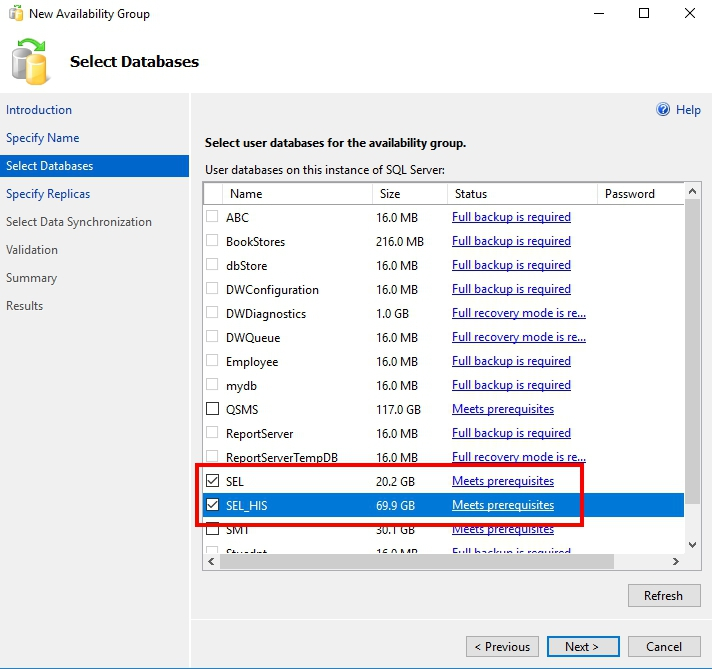 New Availability Group
Select Databases
Introduction
Specify Name
Select Databases
Specify Replicas
Select Data Synchronization
Validation
Summary
Results
Help
Select user databases for the availability group.
User databases on this instance of SQL Server:
Name Size Status Password
ABC 16.0 MB Full backup is required
BookStores 216.0 MB Full backup is required
dbStore 16.0 MB Full backup is required
DWConfiguration 16.0 MB Full backup is required
DWDiagnostics 1.0 GB Full recovery mode is re...
DWQueue 16.0 MB Full recovery mode is re...
Employee 16.0 MB Full backup is required
mydb 16.0 MB Full backup is required
QSMS 117.0 GB Meets prerequisites
ReportServer 16.0 MB Full backup is required
ReportServerTempDB 16.0 MB Full recovery mode is re...
SEL 20.2 GB Meets prerequisites
SEL_HIS 69.9 GB Meets prerequisites
SMT 30.1 GB Meets prerequisites
16.0 MB Full backup is required
Refresh
< Previous Next > Cancel